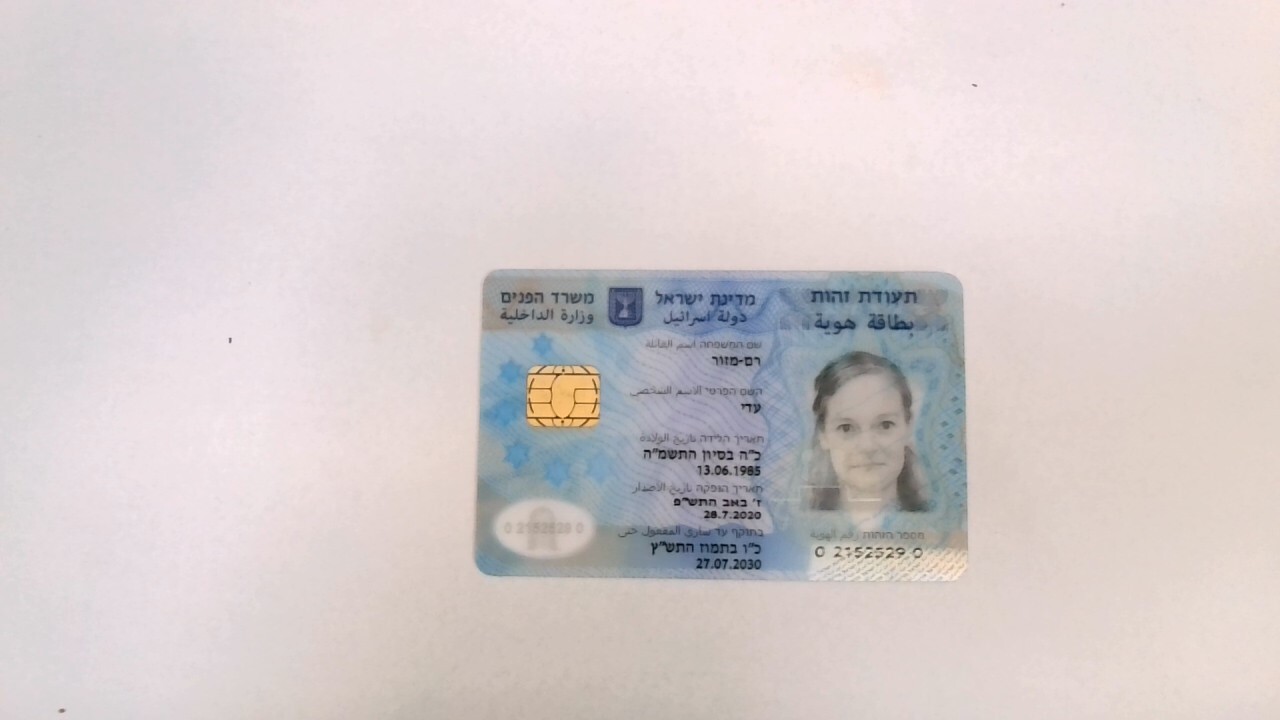 תעודת זהות
بطاقة هوية
מדינת ישראל
دولة اسرائيل
משרד הפנים
وزارة الداخلية
שם המשפחה اسم العائلة
רם-מזור
השם הפרטי الاسم الشخصي
עדי
תאריך הלידה تاريخ الولادة
כ"ה בסיון התשמ"ה
13.06.1985
תאריך הנפקה تاريخ الاصدار
ז' באב התש"פ
28.7.2020
בתוקף עד ساري المفعول حتى
כ"ו בתמוז התש"ץ
27.07.2030
מספר הזהות رقم الهوية
0 2152529 0
0 2152529 0